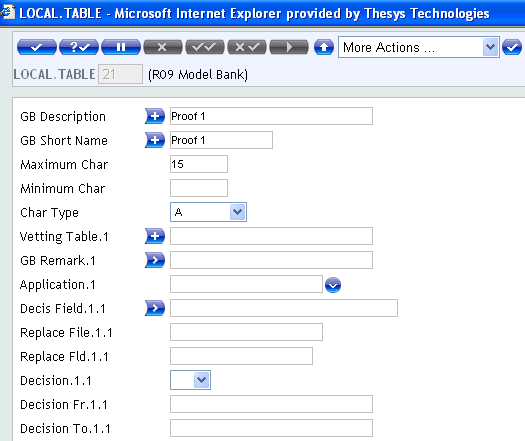 LOCAL.TABLE - Microsoft Internet Explorer provided by Thesys Technologies
More Actions ...
LOCAL.TABLE 21 (R09 Model Bank)
GB Description Proof 1
GB Short Name Proof 1
Maximum Char 15
Minimum Char
Char Type A
Vetting Table.1
GB Remark.1
Application.1
Decis Field.1.1
Replace File.1.1
Replace Fld.1.1
Decision.1.1
Decision Fr.1.1
Decision To.1.1